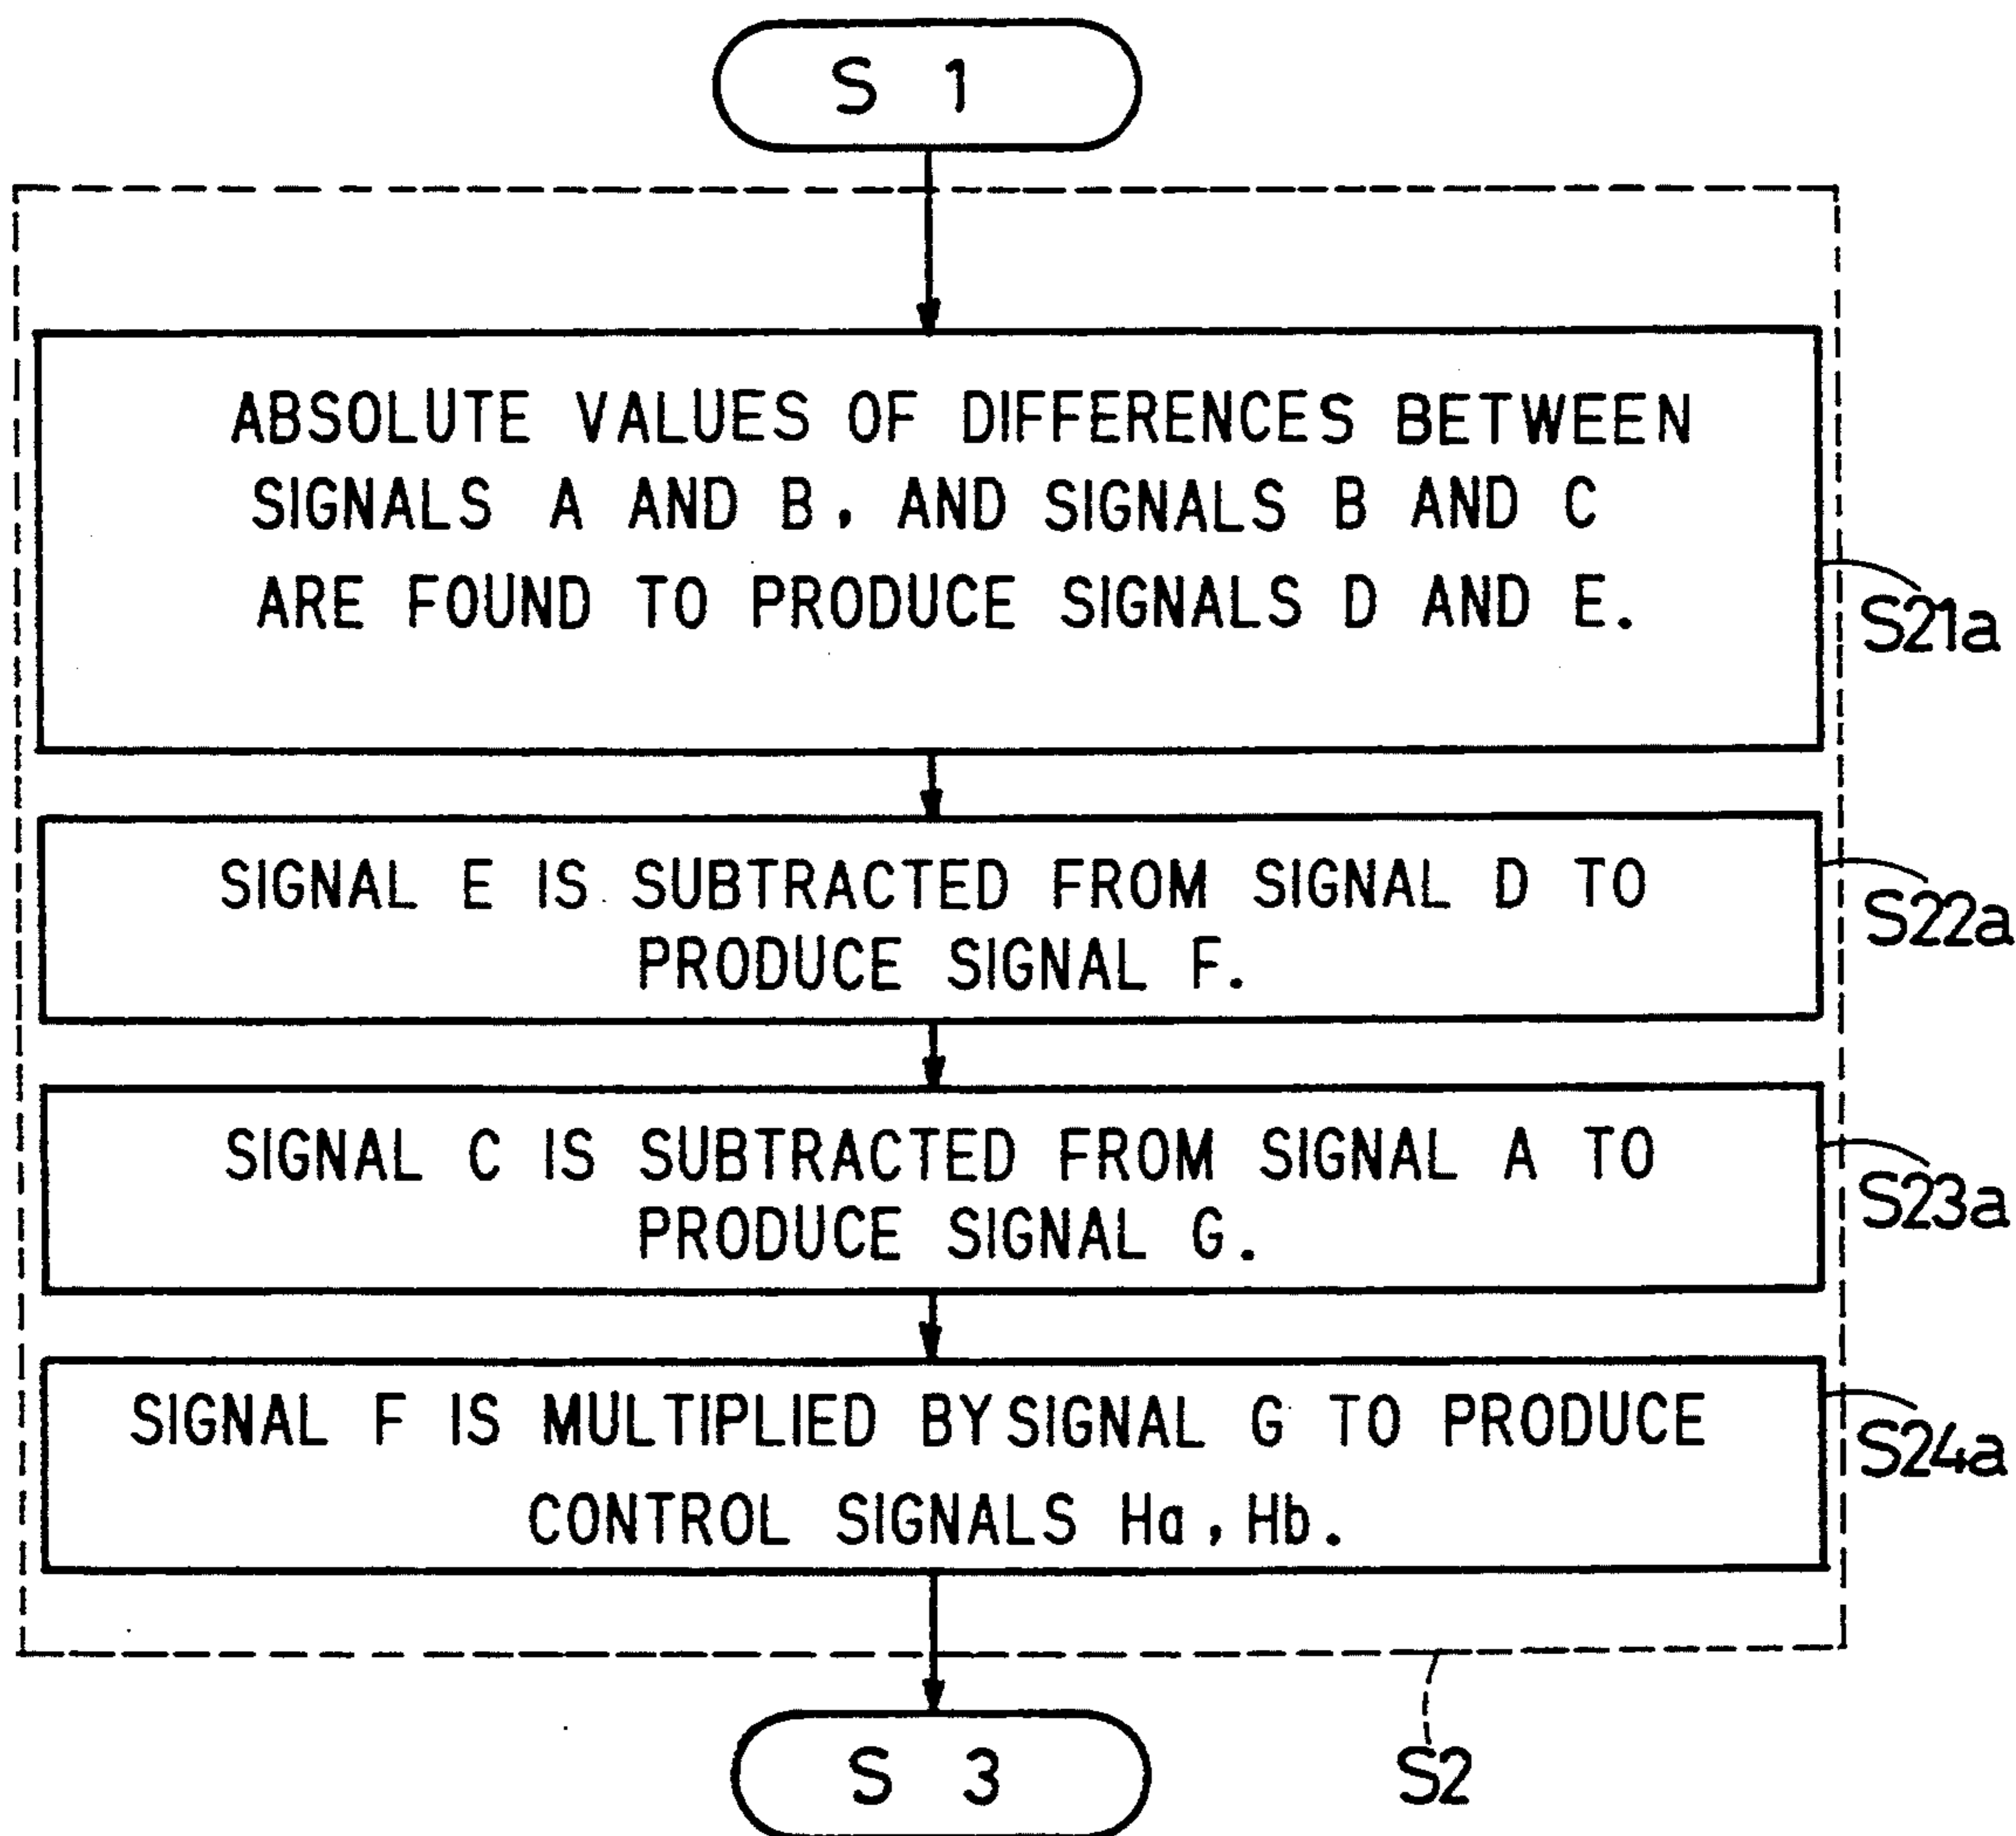 S 1
ABSOLUTE VALUES OF DIFFERENCES BETWEEN
SIGNALS A AND B, AND SIGNALS B AND C
ARE FOUND TO PRODUCE SIGNALS D AND E.
S21a
SIGNAL E IS SUBTRACTED FROM SIGNAL D TO
PRODUCE SIGNAL F.
S22a
SIGNAL C IS SUBTRACTED FROM SIGNAL A TO
PRODUCE SIGNAL G.
S23a
SIGNAL F IS MULTIPLIED BY SIGNAL G TO PRODUCE
CONTROL SIGNALS Ha, Hb.
S24a
S2
S 3